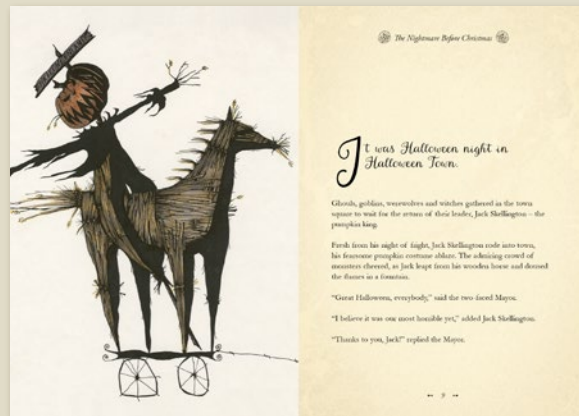 The Nightmare Before Christmas
It was Halloween night in
Halloween Town.
Ghouls, goblins, werewolves and witches gathered in the town
square to wait for the return of their leader, Jack Skellington – the
pumpkin king.
Fresh from his night of fright, Jack Skellington rode into town,
his fearsome pumpkin costume ablaze. The admiring crowd of
monsters cheered, as Jack leapt from his wooden horse and doused
the flames in a fountain.
“Great Halloween, everybody,” said the two-faced Mayor.
“I believe it was our most horrible yet,” added Jack Skellington.
“Thanks to you, Jack!” replied the Mayor.
9